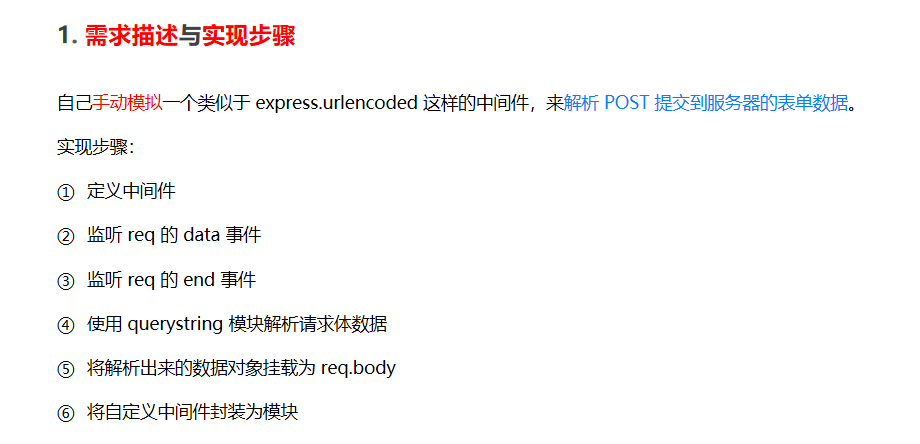 1. 需求描述与实现步骤
自己手动模拟一个类似于 express.urlencoded 这样的中间件，来解析 POST 提交到服务器的表单数据。
实现步骤：
① 定义中间件
② 监听 req 的 data 事件
③ 监听 req 的 end 事件
④ 使用 querystring 模块解析请求体数据
⑤ 将解析出来的数据对象挂载为 req.body
⑥ 将自定义中间件封装为模块